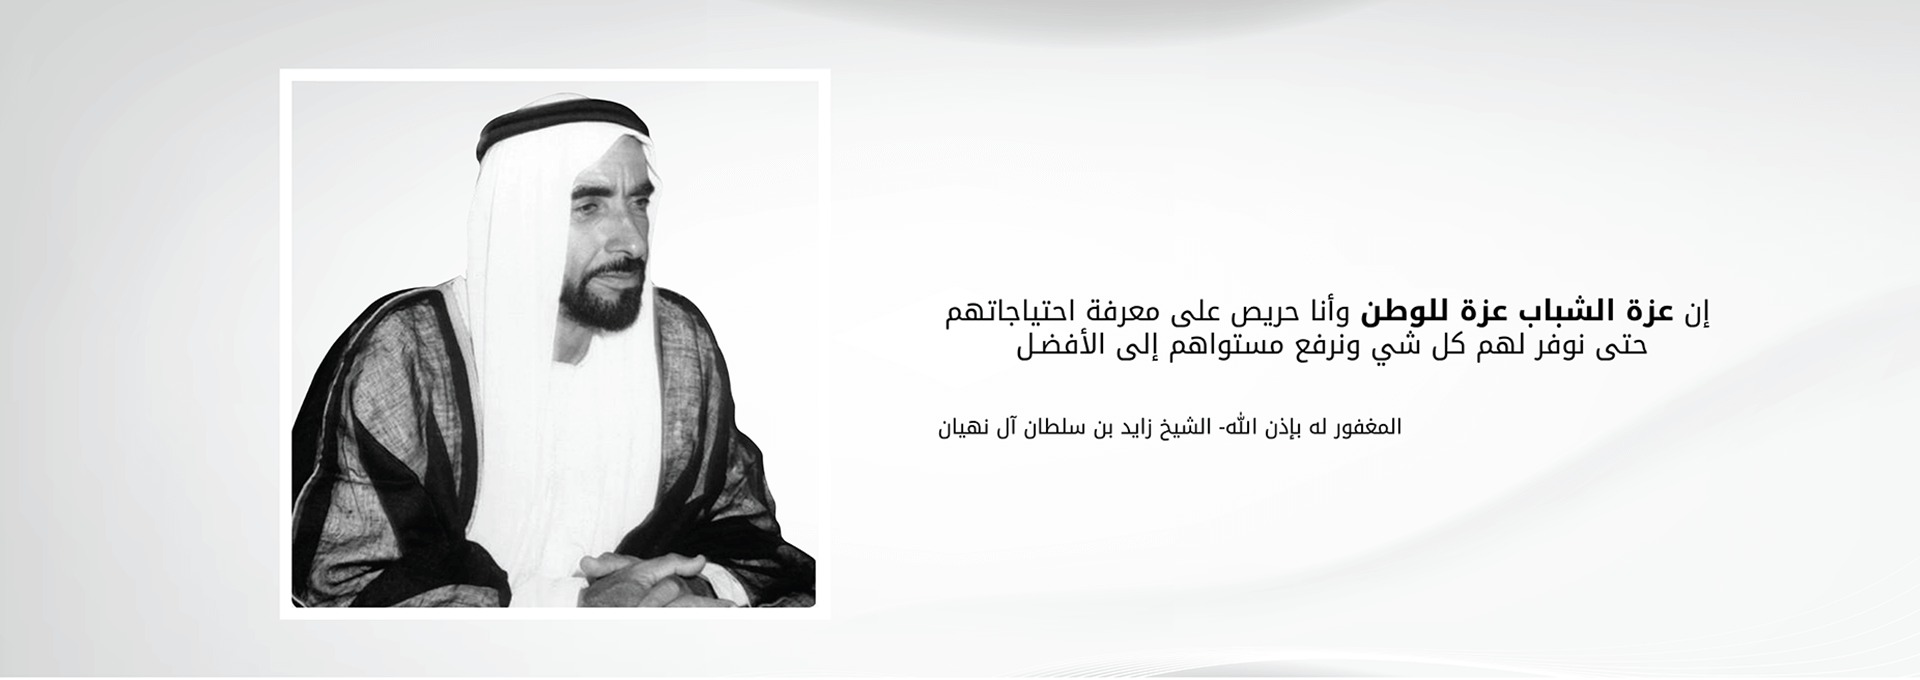 إن عزة الشباب عزة للوطن وأنا حريص على معرفة احتياجاتهم
حتى نوفر لهم كل شي ونرفع مستواهم إلى الأفضل
المغفور له بإذن الله- الشيخ زايد بن سلطان آل نهيان